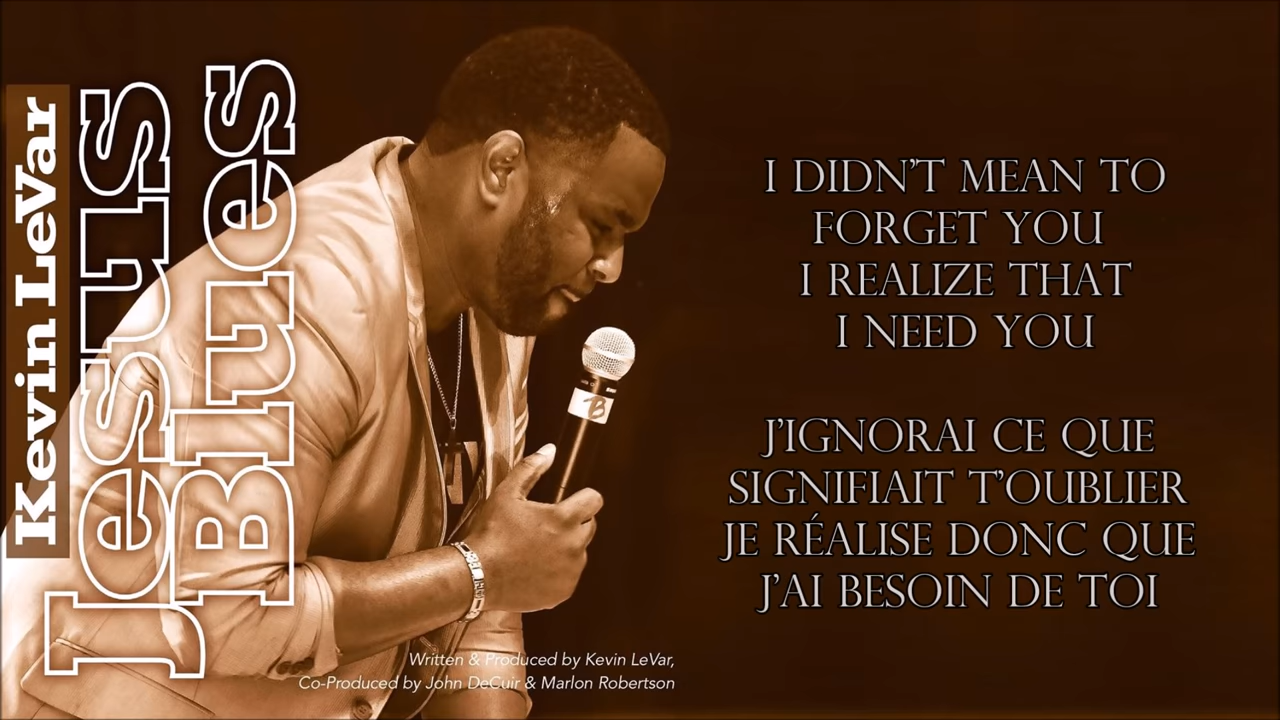 Kevin LeVar
Jesus
Blues
I DIDN'T MEAN TO
FORGET YOU
I REALIZE THAT
I NEED YOU
J'IGNORAI CE QUE
SIGNIFIAIT T'OUBLIER
JE RÉALISE DONC QUE
J'AI BESOIN DE TOI
Written & Produced by Kevin LeVar,
Co-Produced by John DeCuir & Marlon Robertson
B